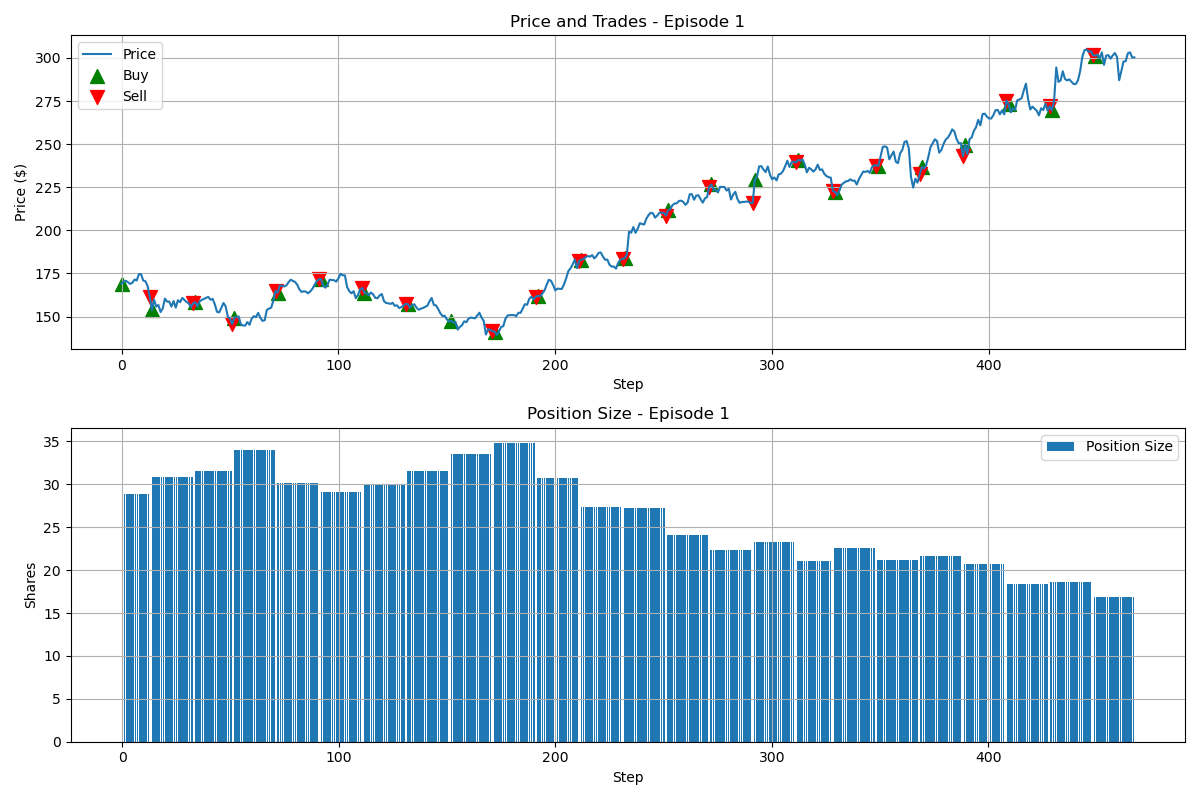 Price and Trades - Episode 1
Price
Buy
Sell
300
275
250
225
200
175
150
Price ($)
0 100 200 300 400
Step
Position Size - Episode 1
Position Size
35
30
25
20
15
10
5
0
Shares
0 100 200 300 400
Step